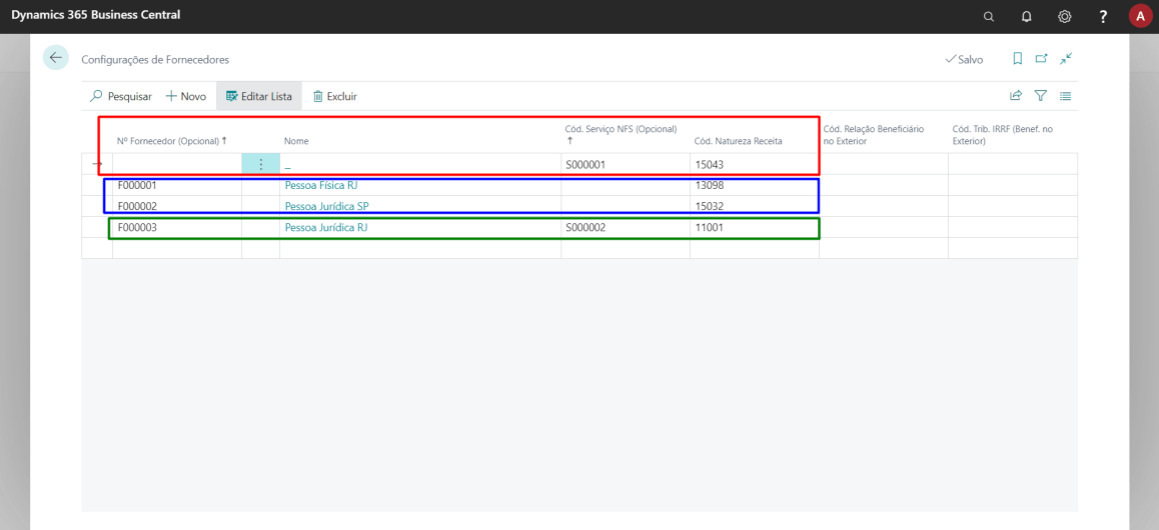 Dynamics 365 Business Central
?
A
Configurações de Fornecedores
Salvo
Pesquisar Novo Editar Lista Excluir
Nº Fornecedor (Opcional) ↑ Nome Cód. Serviço NFS (Opcional) ↑ Cód. Natureza Receita Cód. Relação Beneficiário no Exterior Cód. Trib. IRRF (Benef. no Exterior)
→ _ S000001 15043
F000001 Pessoa Física RJ 13098
F000002 Pessoa Jurídica SP 15032
F000003 Pessoa Jurídica RJ S000002 11001